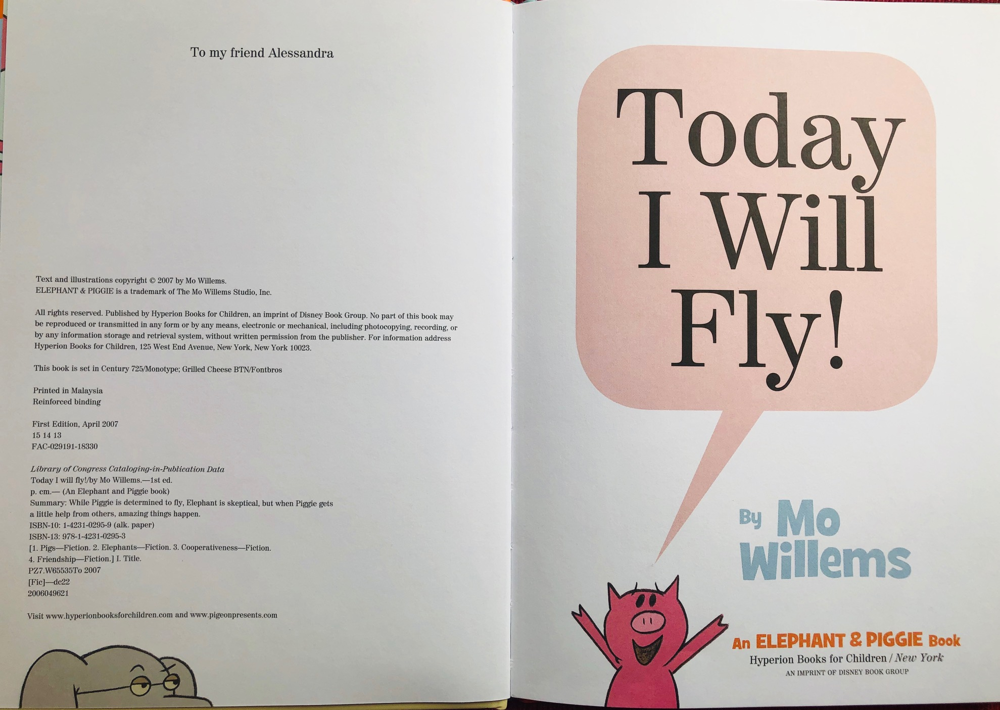 To my friend Alessandra
Text and illustrations copyright © 2007 by Mo Willems.
ELEPHANT & PIGGIE is a trademark of The Mo Willems Studio, Inc.
All rights reserved. Published by Hyperion Books for Children, an imprint of Disney Book Group. No part of this book may
be reproduced or transmitted in any form or by any means, electronic or mechanical, including photocopying, recording, or
by any information storage and retrieval system, without written permission from the publisher. For information address
Hyperion Books for Children, 125 West End Avenue, New York, New York 10023.
This book is set in Century 725/Monotype; Grilled Cheese BTN/Fontbros
Printed in Malaysia
Reinforced binding
First Edition, April 2007
15 14 13
FAC-029191-18330
Library of Congress Cataloging-in-Publication Data
Today I will fly!/by Mo Willems.—1st ed.
p. cm.— (An Elephant and Piggie book)
Summary: While Piggie is determined to fly, Elephant is skeptical, but when Piggie gets
a little help from others, amazing things happen.
ISBN-10: 1-4231-0295-9 (alk. paper)
ISBN-13: 978-1-4231-0295-3
[1. Pigs—Fiction. 2. Elephants—Fiction. 3. Cooperativeness—Fiction.
4. Friendship—Fiction.] I. Title.
PZ7.W65535To 2007
[Fic]—dc22
2006049621
Visit www.hyperionbooksforchildren.com and www.pigeonpresents.com
Today
I Will
Fly!
By Mo
Willems
An ELEPHANT & PIGGIE Book
Hyperion Books for Children / New York
AN IMPRINT OF DISNEY BOOK GROUP